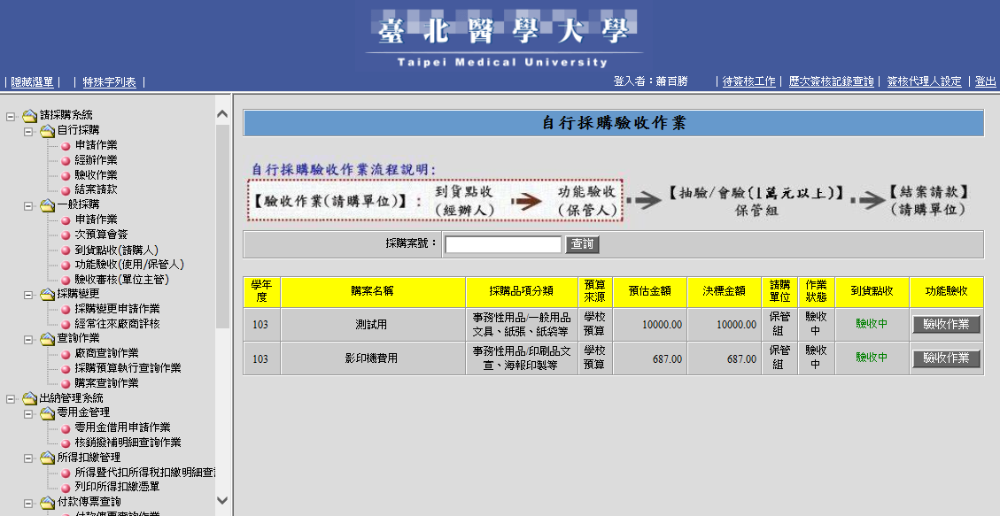 臺北醫學大學
Taipei Medical University
| 隱藏選單 | | 特殊字列表 |
登入者：蕭百勝 | 待簽核工作 | 歷次簽核記錄查詢 | 簽核代理人設定 | 登出
請採購系統
自行採購
申請作業
經辦作業
驗收作業
結案請款
一般採購
申請作業
次預算會簽
到貨點收(請購人)
功能驗收(使用/保管人)
驗收審核(單位主管)
採購變更
採購變更申請作業
經常往來廠商評核
查詢作業
廠商查詢作業
採購預算執行查詢作業
購案查詢作業
出納管理系統
零用金管理
零用金借用申請作業
核銷撥補明細查詢作業
所得扣繳管理
所得暨代扣所得稅扣繳明細查
列印所得扣繳憑單
付款傳票查詢
付款傳票查詢作業
自行採購驗收作業
自行採購驗收作業流程說明:
【驗收作業(請購單位)】：
到貨點收
(經辦人)
功能驗收
(保管人)
【抽驗/會驗(1萬元以上)】
保管組
【結案請款】
(請購單位)
採購案號： 查詢
學年度 購案名稱 採購品項分類 預算來源 預估金額 決標金額 請購單位 作業狀態 到貨點收 功能驗收
103 測試用 事務性用品/一般用品文具、紙張、紙袋等 學校預算 10000.00 10000.00 保管組 驗收中 驗收中 驗收作業
103 影印機費用 事務性用品/印刷品文宣、海報印製等 學校預算 687.00 687.00 保管組 驗收中 驗收中 驗收作業